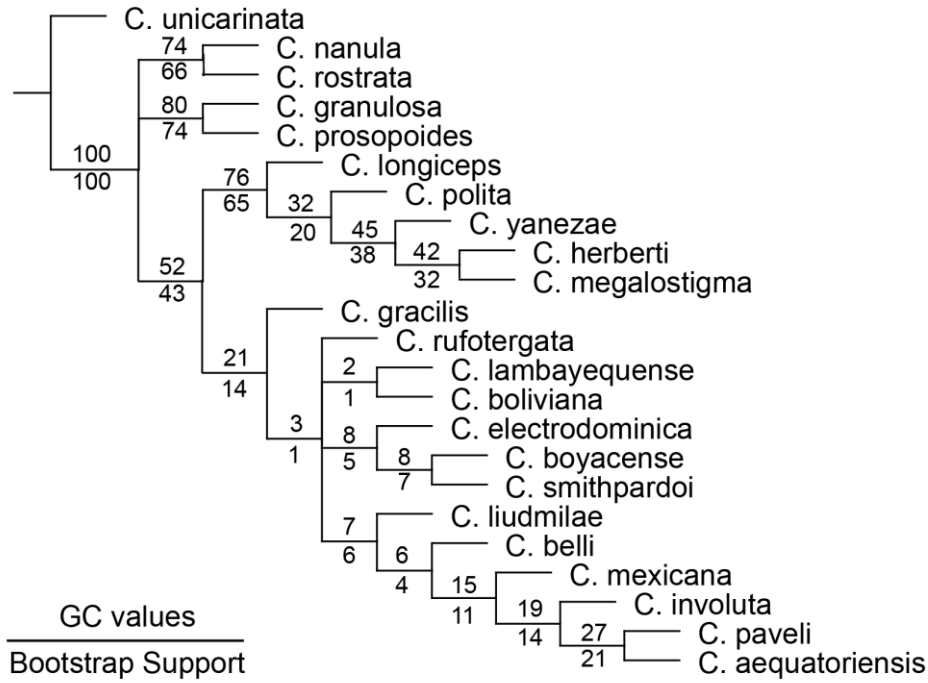 C. unicarinata
74
C. nanula
66
C. rostrata
80
C. granulosa
74
C. prosopoides
100
100
C. longiceps
76
65
C. polita
32
20
C. yanezae
45
38
C. herberti
42
32
C. megalostigma
52
43
C. gracilis
21
14
C. rufotergata
2
C. lambayequense
1
C. boliviana
3
1
C. electrodominica
8
5
C. boyacense
8
7
C. smithpardoi
C. liudmilae
7
6
C. belli
6
4
C. mexicana
15
11
C. involuta
19
14
C. paveli
27
21
C. aequatoriensis
GC values
Bootstrap Support